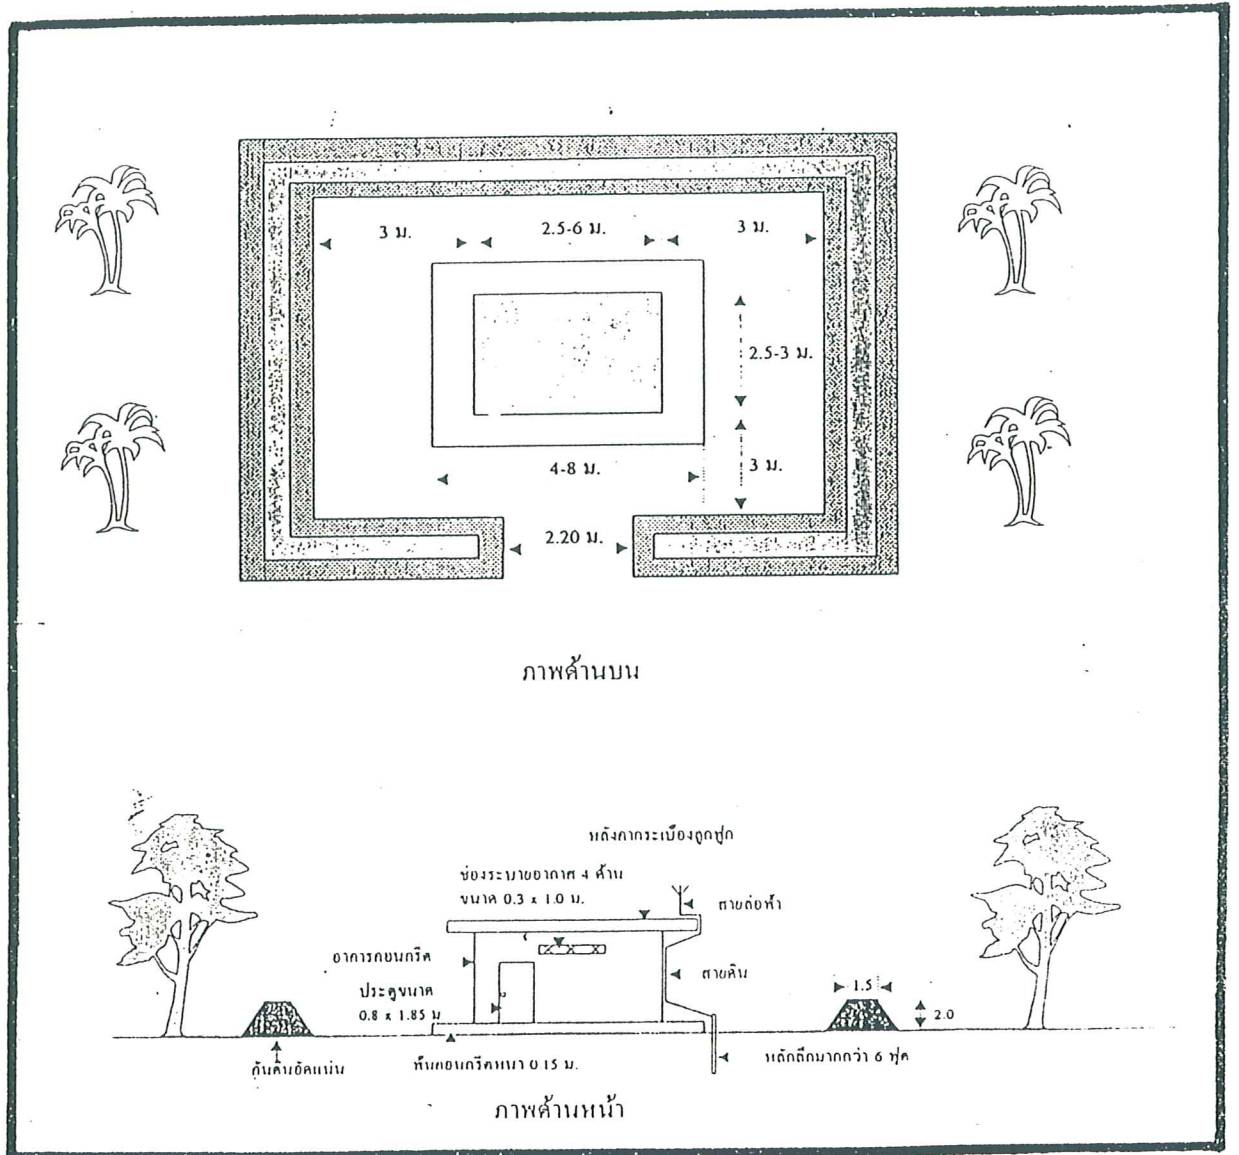 3 ม.
2.5-6 ม.
3 ม.
2.5-3 ม.
4-8 ม.
3 ม.
2.20 ม.
ภาพด้านบน
หลังคากระเบื้องลูกฟูก
ช่องระบายอากาศ 4 ด้าน
ขนาด 0.3 x 1.0 ม.
สายล่อฟ้า
อาคารคอนกรีต
สายดิน
ประตูขนาด
0.8 x 1.85 ม
1.5
2.0
คันดินอัดแน่น
พื้นคอนกรีตหนา 0.15 ม.
หลักลึกมากกว่า 6 ฟุต
ภาพด้านหน้า